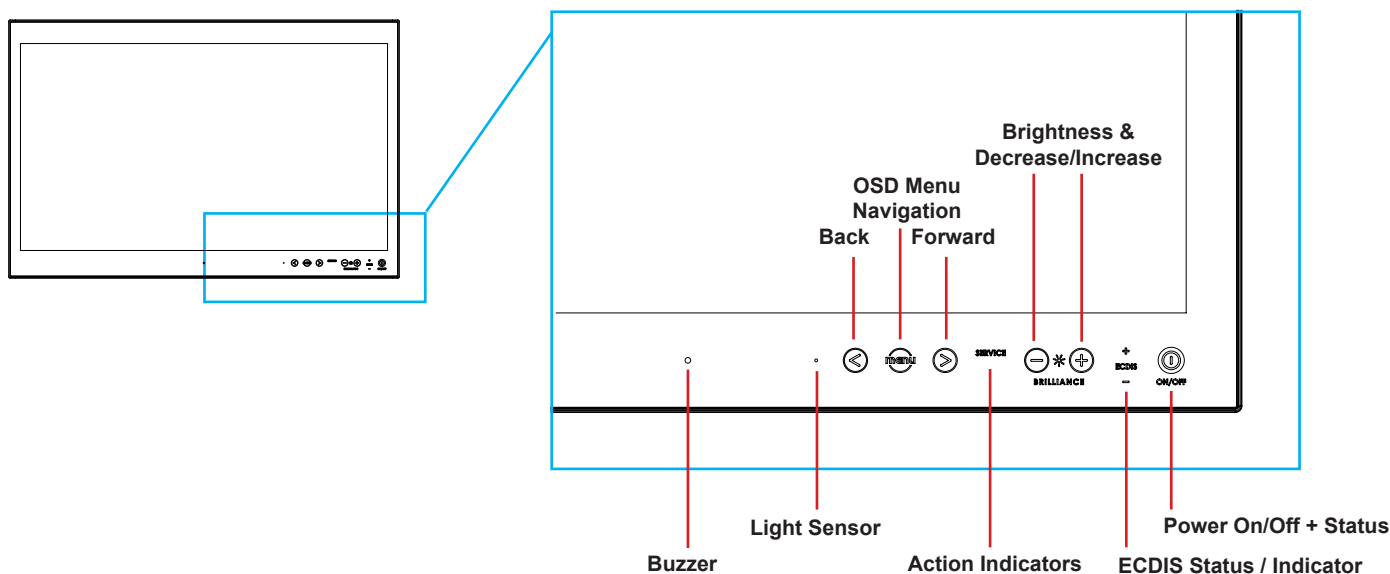 Brightness &
Decrease/Increase
OSD Menu
Navigation
Back Forward
menu
SERVICE
BRILLIANCE
+
ECDIS
−
ON/OFF
Light Sensor
Power On/Off + Status
Buzzer
Action Indicators
ECDIS Status / Indicator